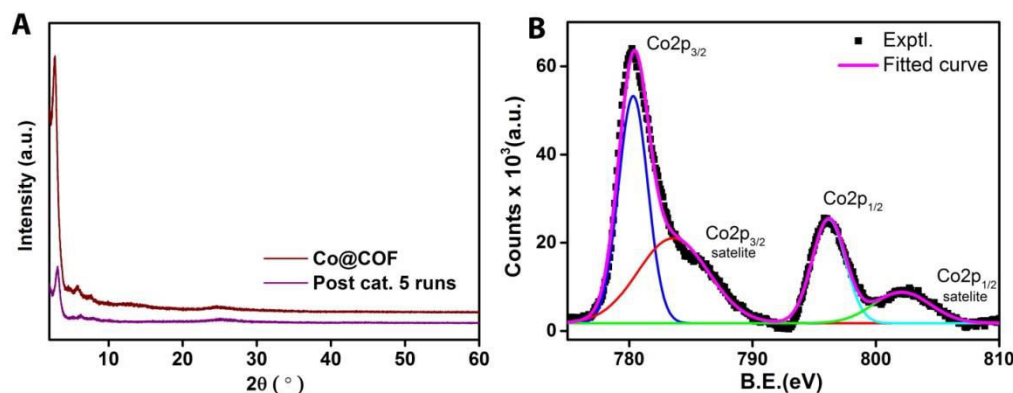 A
Intensity (a.u.)
Co@COF
Post cat. 5 runs
10
20
30
40
50
60
2θ ( ° )
B
Counts x 10³(a.u.)
60
40
20
0
Co2p3/2
Exptl.
Fitted curve
Co2p3/2
satelite
Co2p1/2
Co2p1/2
satelite
780
790
800
810
B.E.(eV)